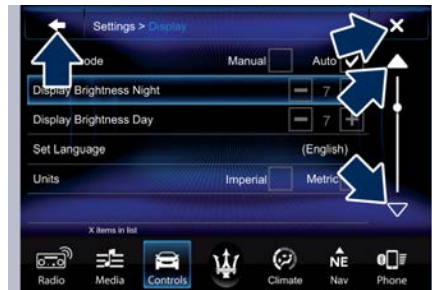 Settings > Display
ode Manual Auto
Display Brightness Night 7
Display Brightness Day 7
Set Language (English)
Units Imperial Metric
X items in list
Radio Media Controls Climate NE Nav Phone